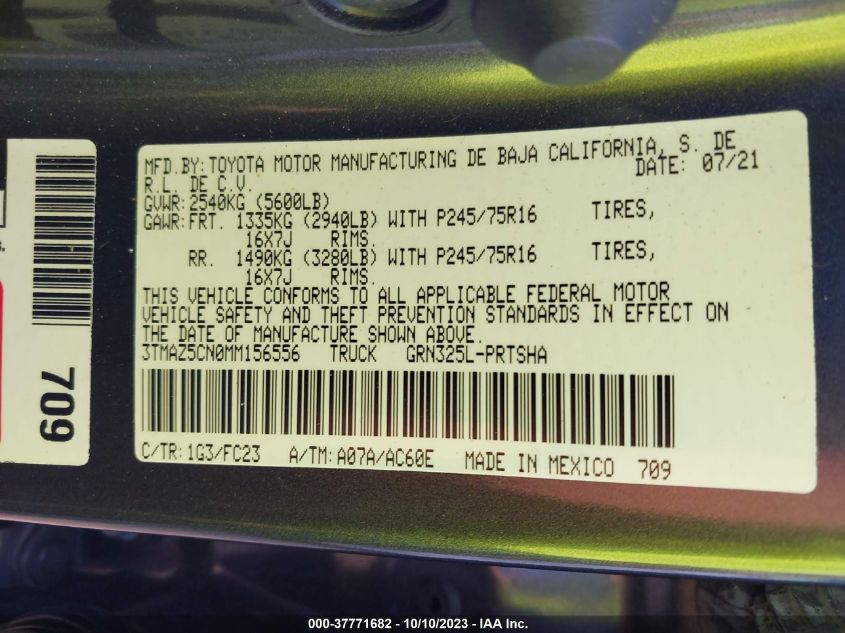 MFD.BY: TOYOTA MOTOR MANUFACTURING DE BAJA CALIFORNIA, S. DE
R.L. DE C.V. DATE: 07/21
GVWR: 2540KG (5600LB)
GAWR: FRT. 1335KG (2940LB) WITH P245/75R16 TIRES,
16X7J RIMS.
RR. 1490KG (3280LB) WITH P245/75R16 TIRES,
16X7J RIMS.
THIS VEHICLE CONFORMS TO ALL APPLICABLE FEDERAL MOTOR
VEHICLE SAFETY AND THEFT PREVENTION STANDARDS IN EFFECT ON
THE DATE OF MANUFACTURE SHOWN ABOVE.
3TMAZ5CN0MM156556 TRUCK GRN325L-PRTSHA
C/TR: 1G3/FC23 A/TM: A07A/AC60E MADE IN MEXICO 709
709
000-37771682 - 10/10/2023 - IAA Inc.